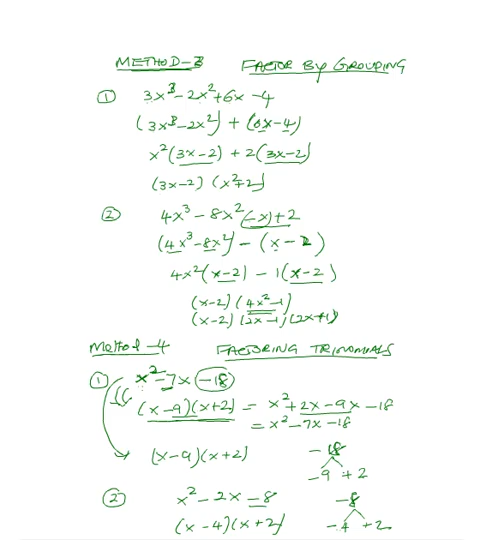 METHOD-3 FACTOR BY GROUPING
① 3x³-2x²+6x-4
(3x³-2x²) + (6x-4)
x²(3x-2) + 2(3x-2)
(3x-2) (x²+2)
② 4x³ - 8x² -x + 2
(4x³-8x²) - (x - 2)
4x²(x-2) - 1(x-2)
(x-2) (4x²-1)
(x-2) (2x-1) (2x+1)
Method-4 FACTORING TRINOMIALS
① x²-7x -18
(x-9)(x+2) = x²+2x-9x-18
= x²-7x-18
(x-9)(x+2) -18
-9 +2
② x²-2x-8 -8
(x-4)(x+2) -4 +2